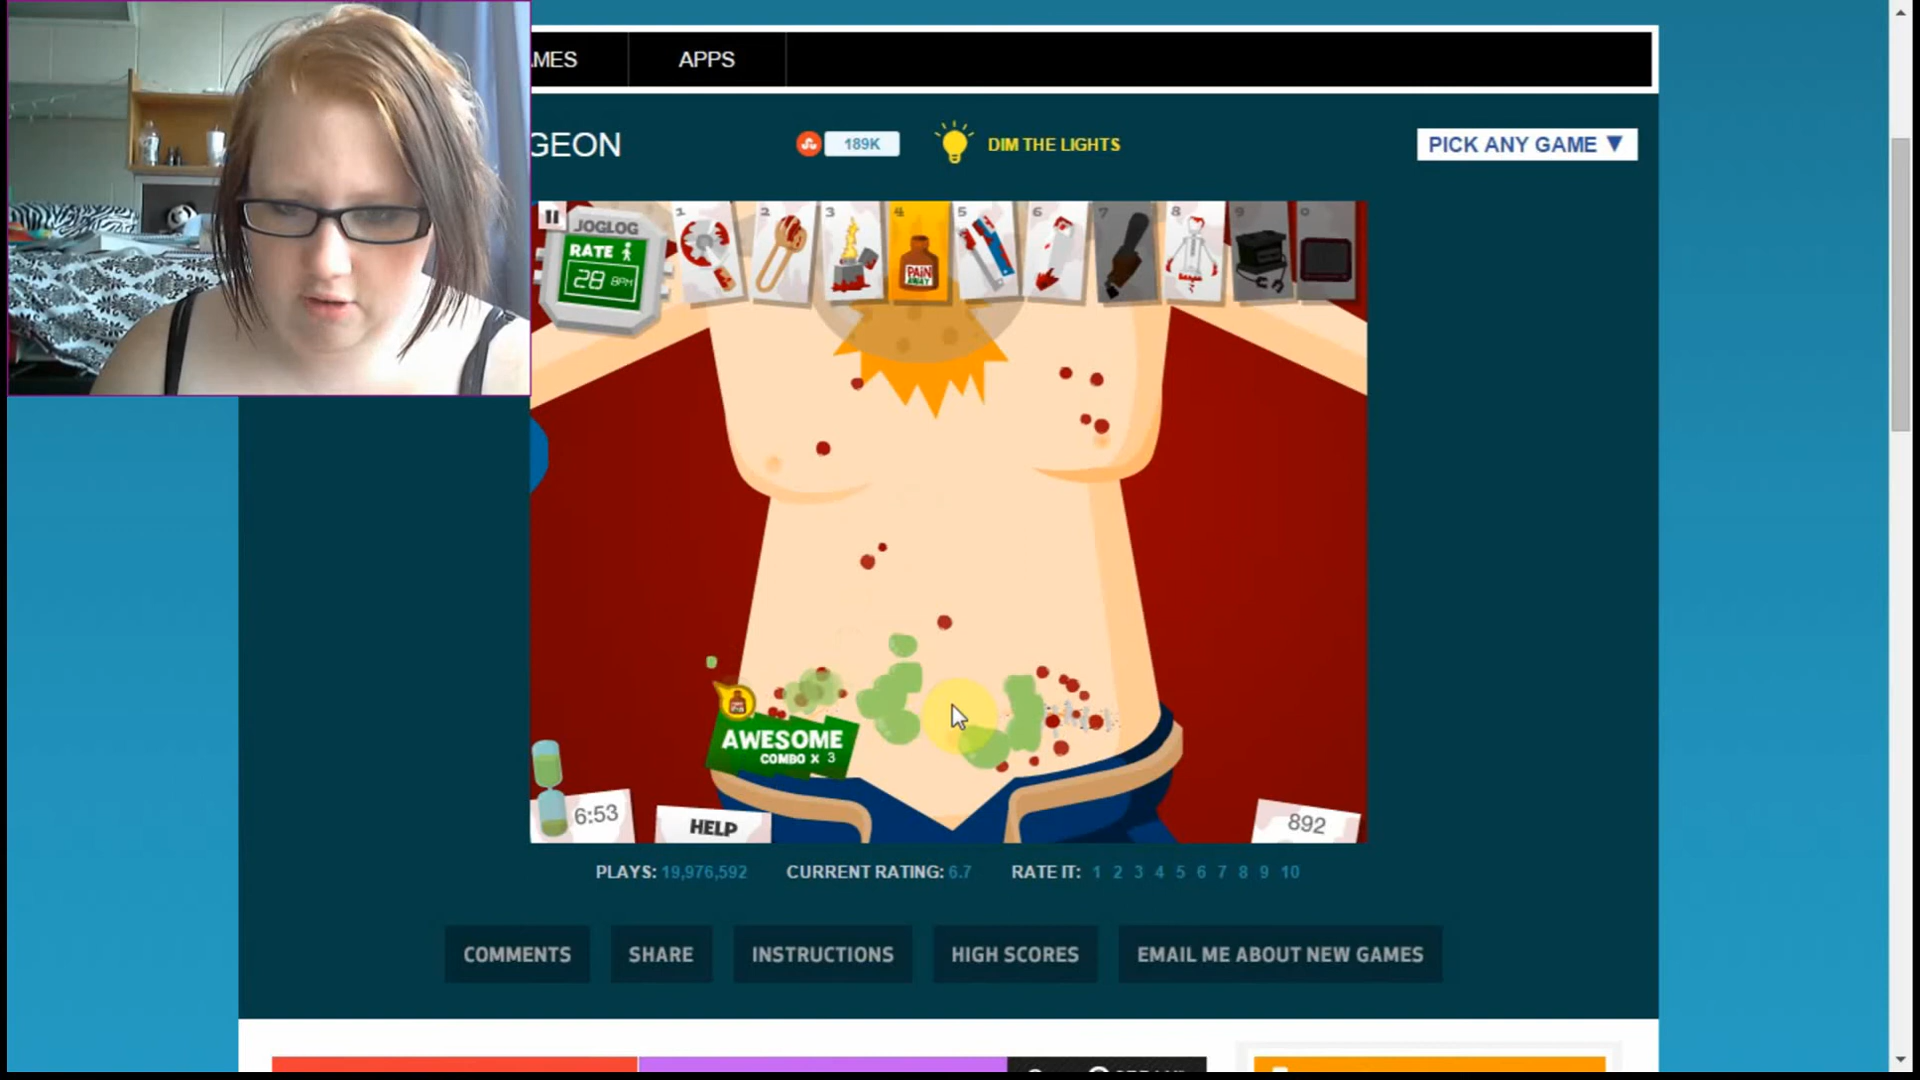 MES
APPS
GEON
189K
DIM THE LIGHTS
PICK ANY GAME ▼
JOGLOG
RATE
28 BPM
1
2
3
4
5
6
7
8
9
0
PAIN
AWAY
AWESOME
COMBO X 3
6:53
HELP
892
PLAYS: 19,976,592
CURRENT RATING: 6.7
RATE IT: 1 2 3 4 5 6 7 8 9 10
COMMENTS
SHARE
INSTRUCTIONS
HIGH SCORES
EMAIL ME ABOUT NEW GAMES